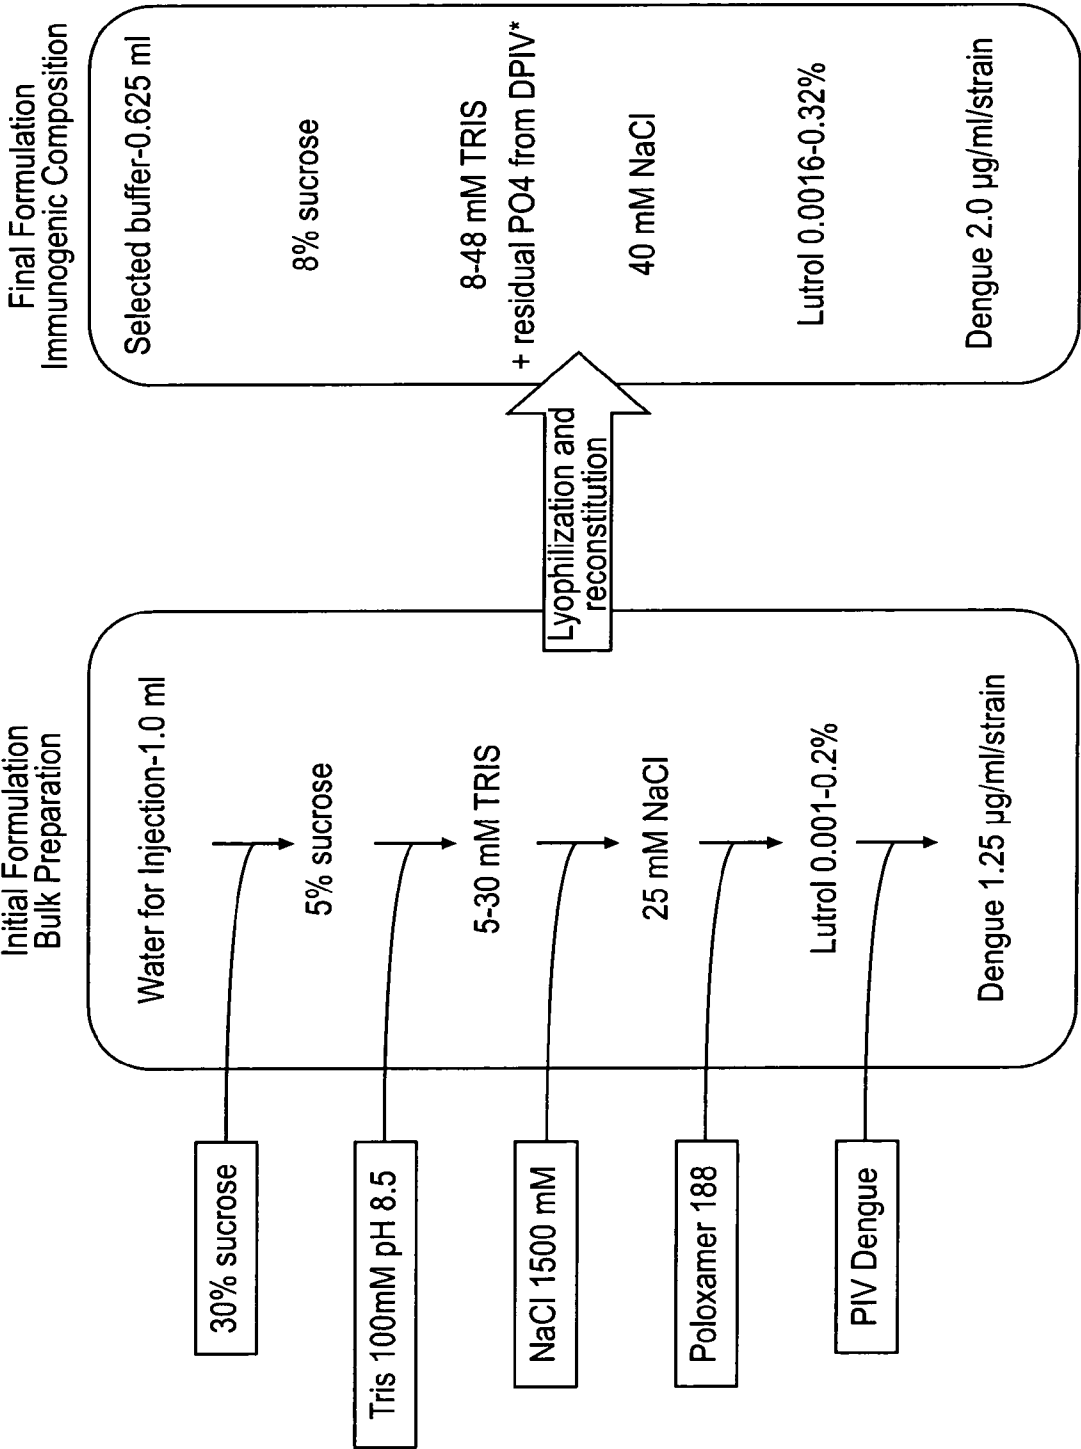 Initial Formulation
Bulk Preparation
30% sucrose
Tris 100mM pH 8.5
NaCl 1500 mM
Poloxamer 188
PIV Dengue
Water for Injection-1.0 ml
5% sucrose
5-30 mM TRIS
25 mM NaCl
Lutrol 0.001-0.2%
Dengue 1.25 µg/ml/strain
Lyophilization and
reconstitution
Final Formulation
Immunogenic Composition
Selected buffer-0.625 ml
8% sucrose
8-48 mM TRIS
+ residual PO4 from DPIV*
40 mM NaCl
Lutrol 0.0016-0.32%
Dengue 2.0 µg/ml/strain